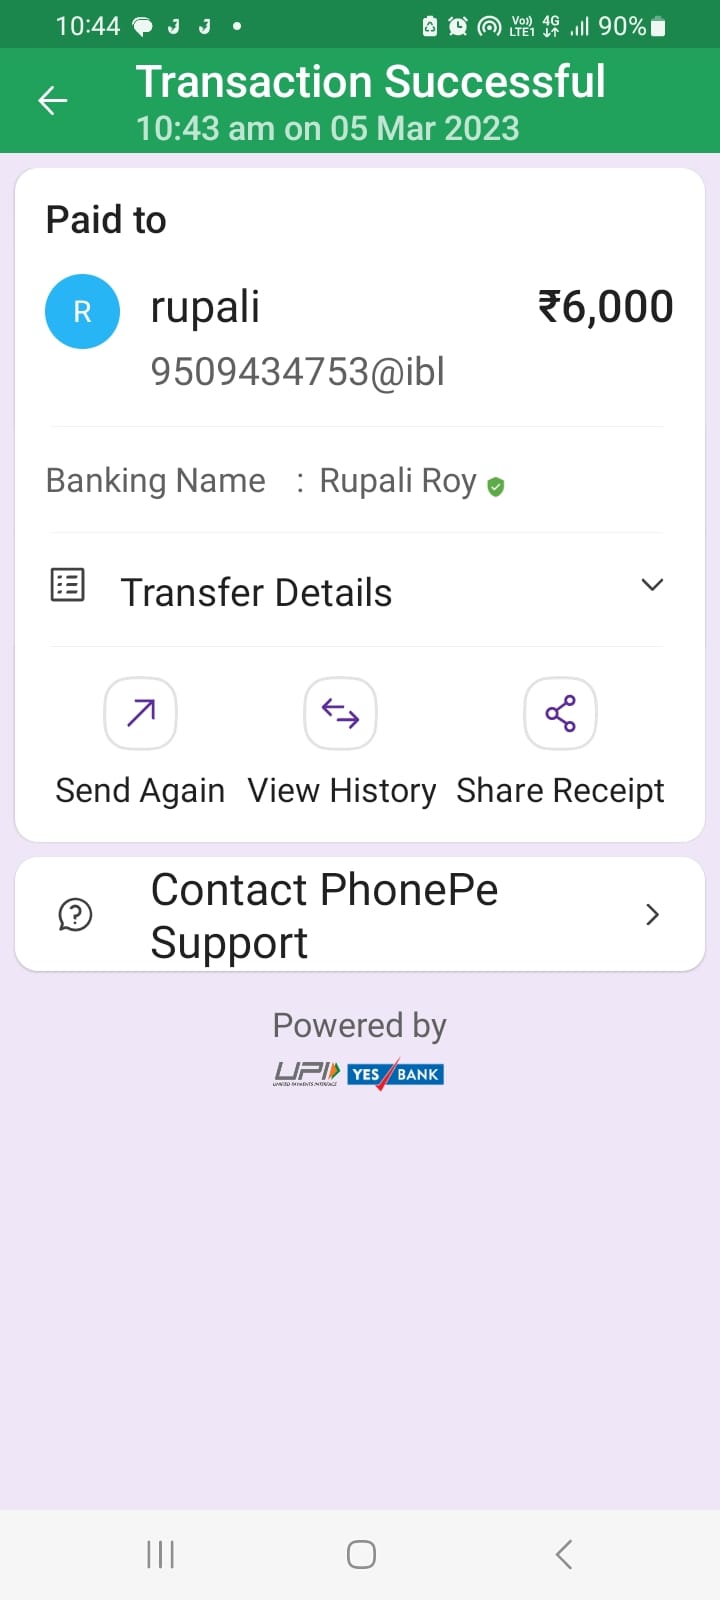 10:44 Vo)) LTE1 4G 90%
Transaction Successful
10:43 am on 05 Mar 2023
Paid to
R rupali ₹6,000
9509434753@ibl
Banking Name : Rupali Roy
Transfer Details
Send Again View History Share Receipt
Contact PhonePe
Support
Powered by
UPI YES BANK
UNIFIED PAYMENTS INTERFACE